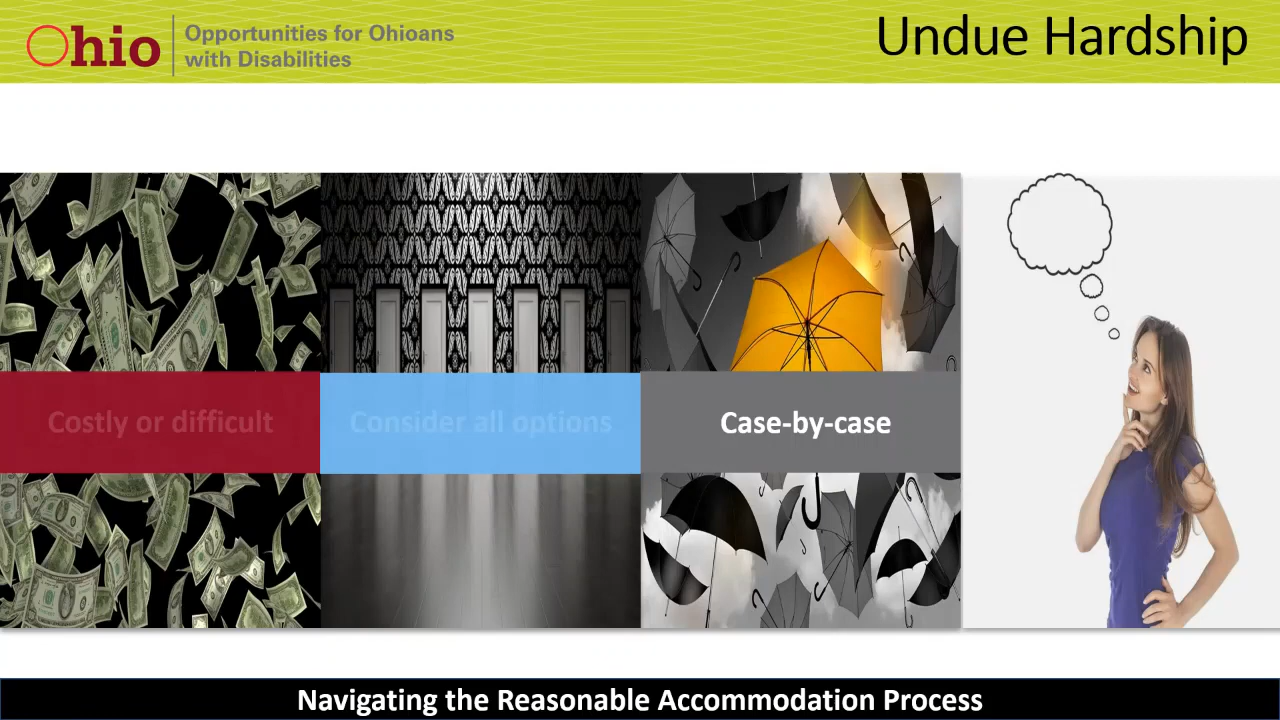 Ohio
Opportunities for Ohioans
with Disabilities
Undue Hardship
Costly or difficult
Consider all options
Case-by-case
Navigating the Reasonable Accommodation Process